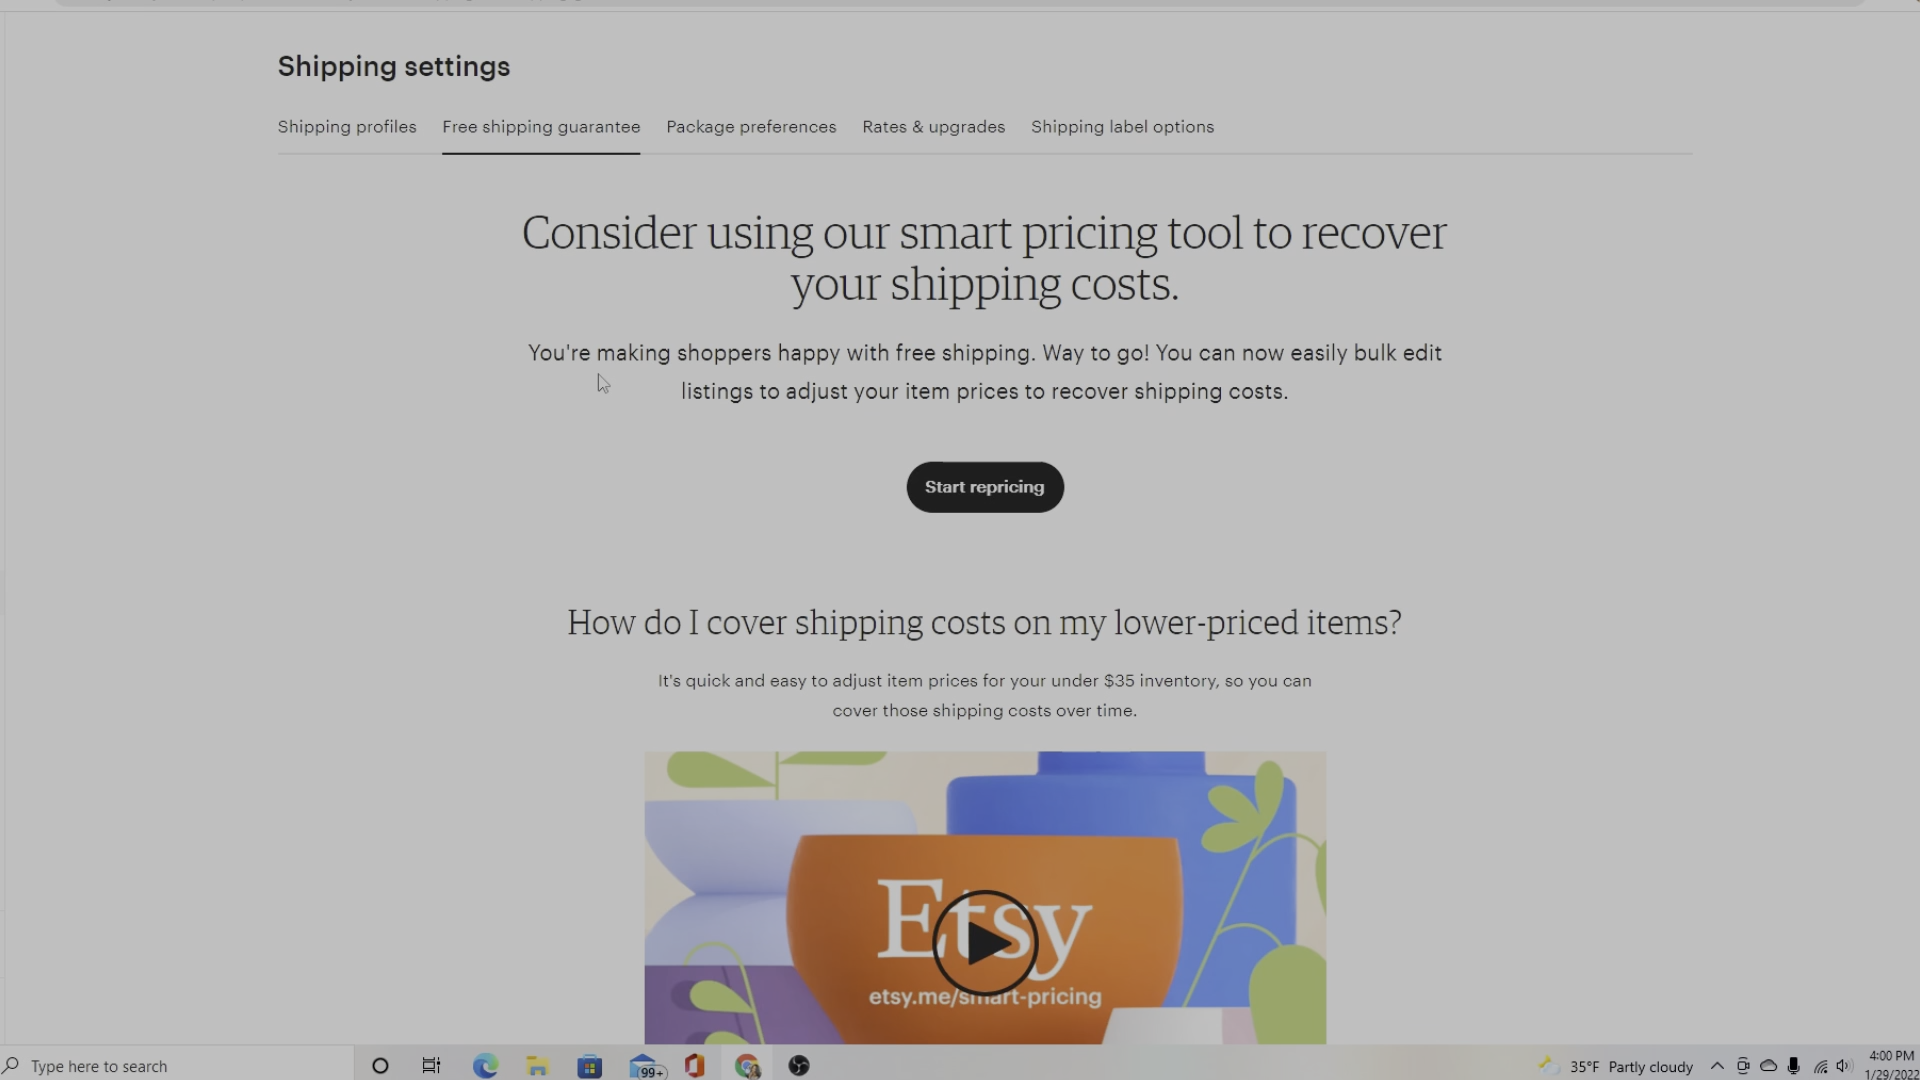 Shipping settings
Shipping profiles Free shipping guarantee Package preferences Rates & upgrades Shipping label options
Consider using our smart pricing tool to recover
your shipping costs.
You're making shoppers happy with free shipping. Way to go! You can now easily bulk edit
listings to adjust your item prices to recover shipping costs.
Start repricing
How do I cover shipping costs on my lower-priced items?
It's quick and easy to adjust item prices for your under $35 inventory, so you can
cover those shipping costs over time.
Etsy
etsy.me/smart-pricing
Type here to search
99+
35°F Partly cloudy
4:00 PM
1/29/2022